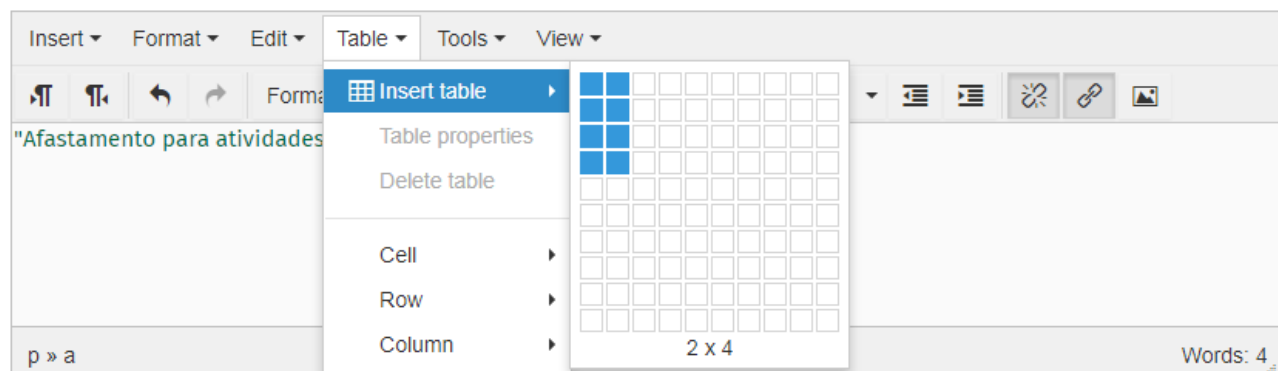 Insert Format Edit Table Tools View
Forma
Insert table
"Afastamento para atividades
Table properties
Delete table
Cell
Row
Column
2 x 4
p » a
Words: 4